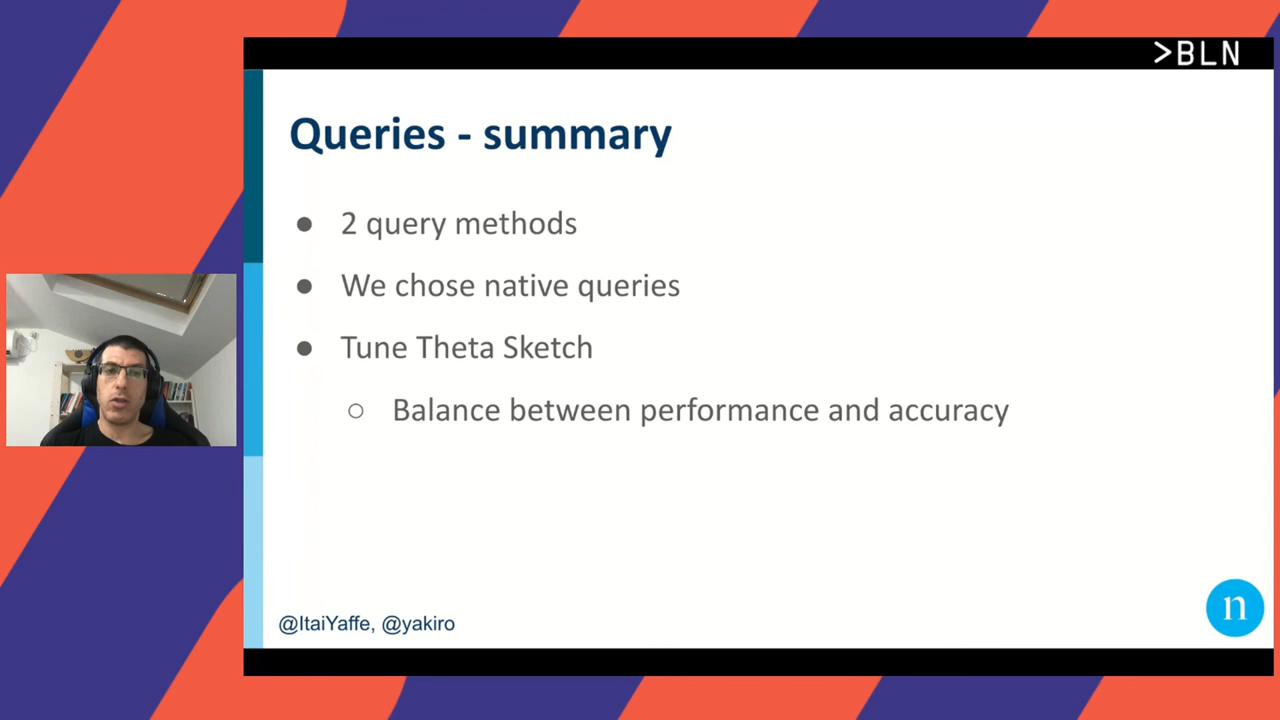 >BLN
Queries - summary
● 2 query methods
● We chose native queries
● Tune Theta Sketch
○ Balance between performance and accuracy
@ItaiYaffe, @yakiro
n